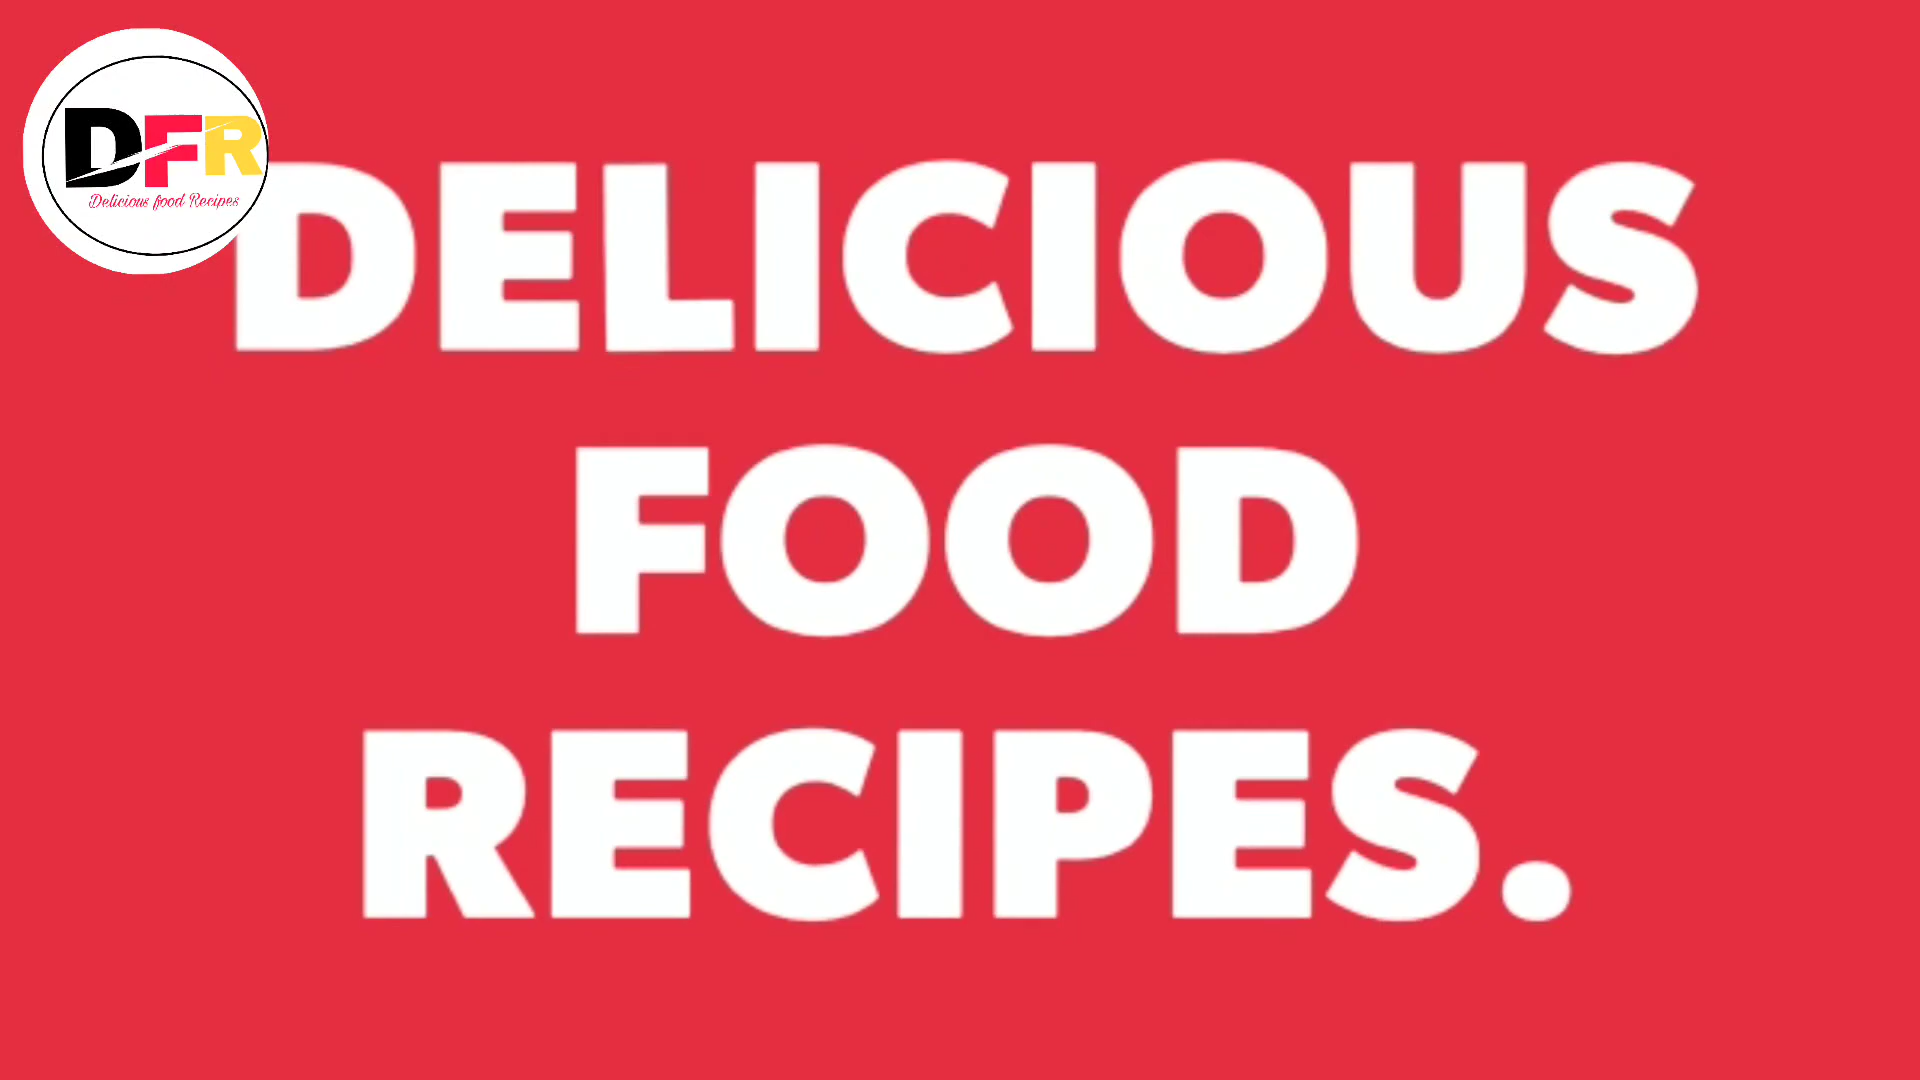 DFR
Delicious food Recipes
DELICIOUS
FOOD
RECIPES.